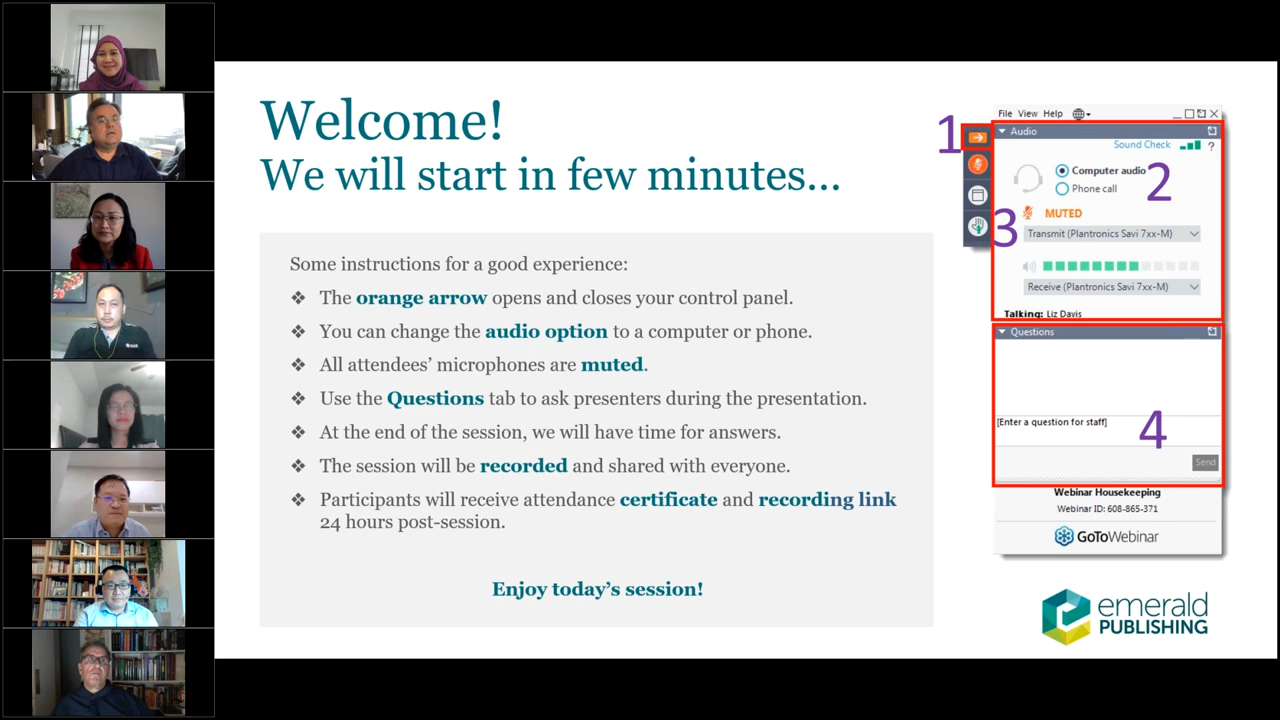 Welcome!
We will start in few minutes...
Some instructions for a good experience:
❖ The orange arrow opens and closes your control panel.
❖ You can change the audio option to a computer or phone.
❖ All attendees’ microphones are muted.
❖ Use the Questions tab to ask presenters during the presentation.
❖ At the end of the session, we will have time for answers.
❖ The session will be recorded and shared with everyone.
❖ Participants will receive attendance certificate and recording link
24 hours post-session.
Enjoy today’s session!
File View Help
1
Audio
Sound Check ?
Computer audio
2
Phone call
MUTED
3
Transmit (Plantronics Savi 7xx-M)
Receive (Plantronics Savi 7xx-M)
Talking: Liz Davis
Questions
[Enter a question for staff]
4
Send
Webinar Housekeeping
Webinar ID: 608-865-371
GoToWebinar
emerald
PUBLISHING